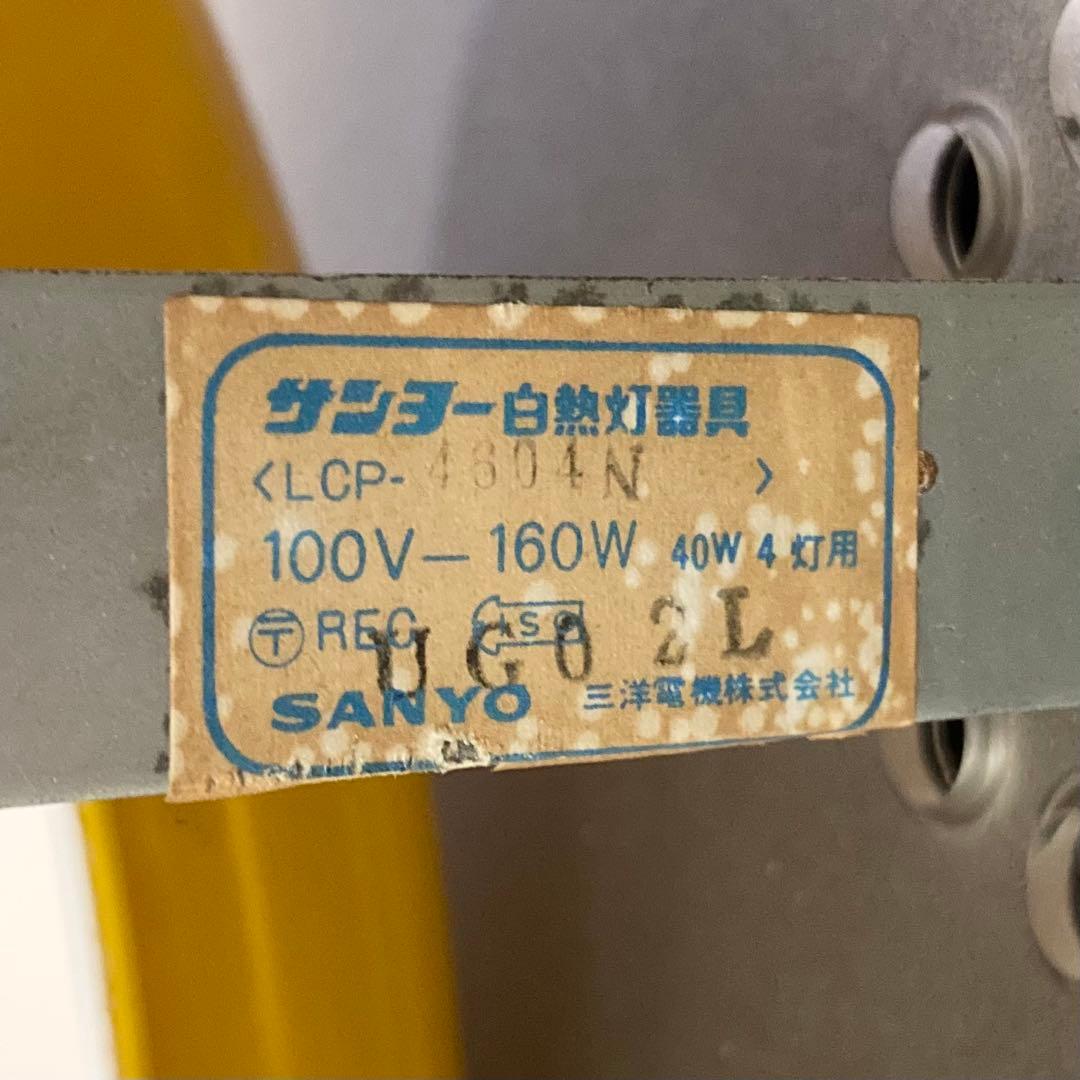 サンヨー白熱灯器具
<LCP-4604N>
100V-160W 40W 4灯用
〒 REC
UG0 2L
SANYO 三洋電機株式会社